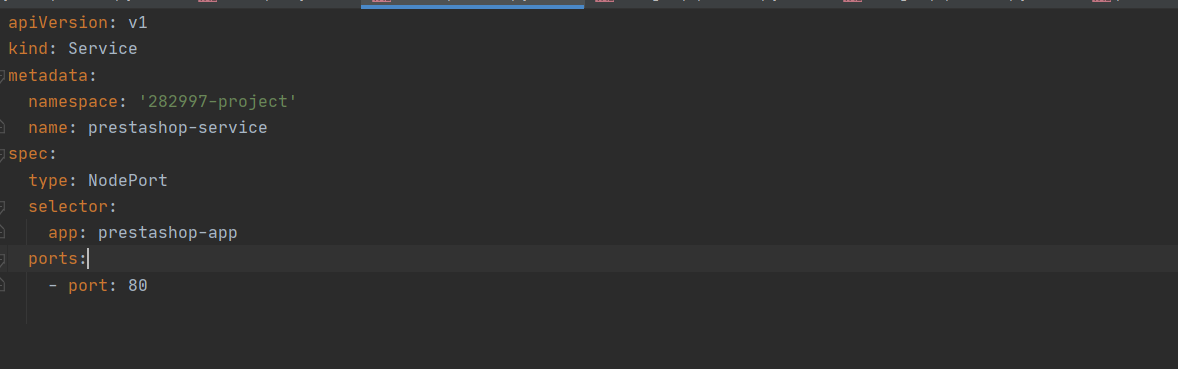 apiVersion: v1
kind: Service
metadata:
  namespace: '282997-project'
  name: prestashop-service
spec:
  type: NodePort
  selector:
    app: prestashop-app
  ports:
    - port: 80